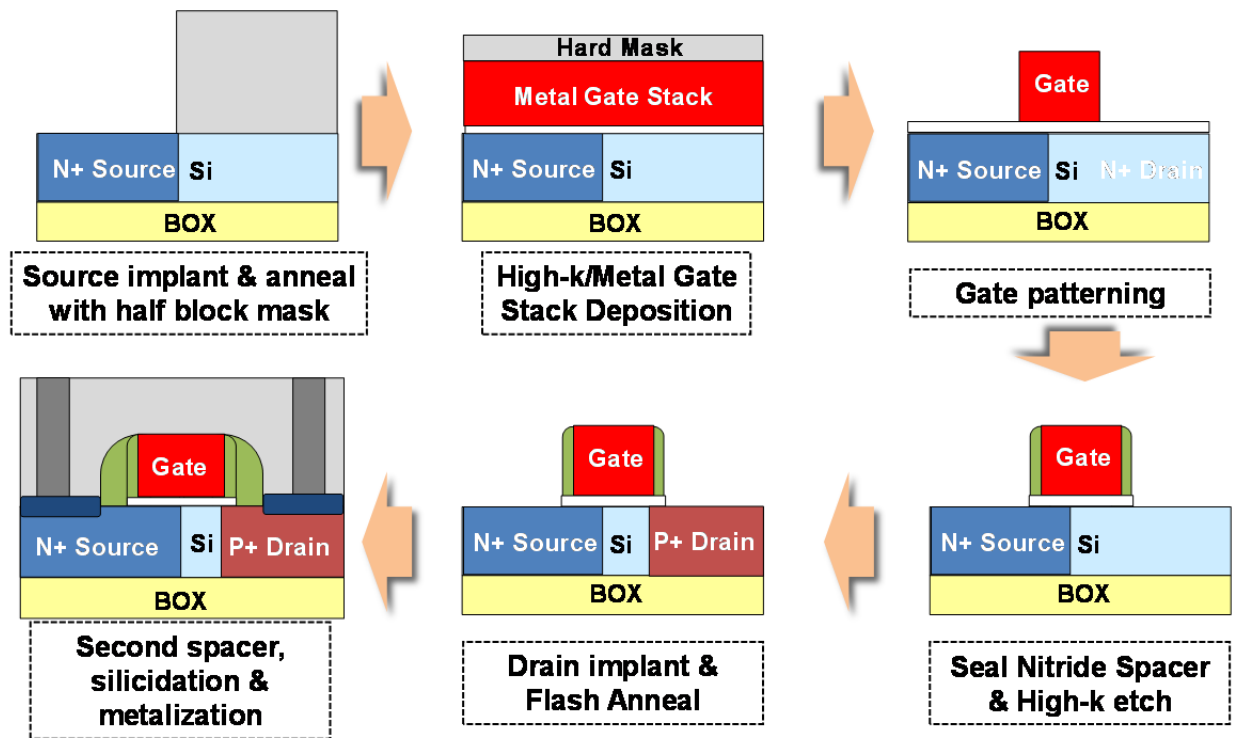 Hard Mask
Metal Gate Stack
Gate
N+ Source Si
BOX
N+ Source Si
BOX
N+ Source Si N+ Drain
BOX
Source implant & anneal
with half block mask
High-k/Metal Gate
Stack Deposition
Gate patterning
Gate
N+ Source Si P+ Drain
BOX
Gate
N+ Source Si P+ Drain
BOX
Gate
N+ Source Si
BOX
Second spacer,
silicidation &
metalization
Drain implant &
Flash Anneal
Seal Nitride Spacer
& High-k etch